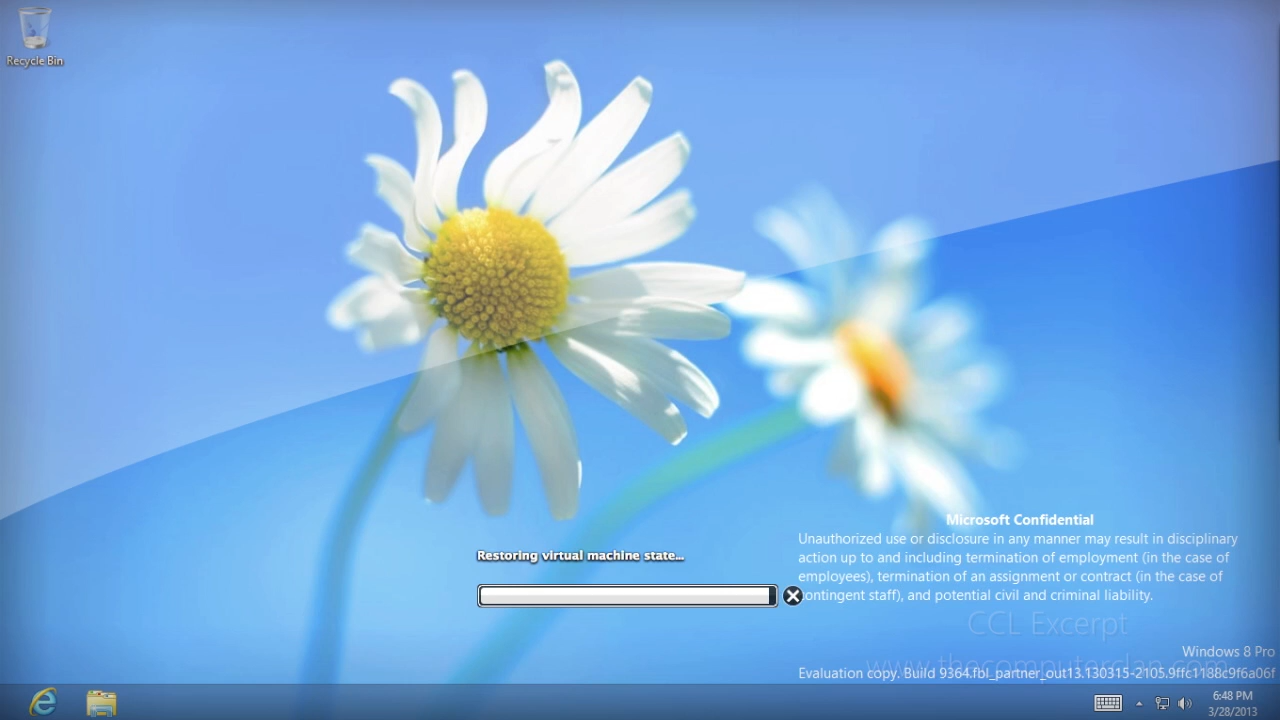 Recycle Bin
Restoring virtual machine state...
Microsoft Confidential
Unauthorized use or disclosure in any manner may result in disciplinary
action up to and including termination of employment (in the case of
employees), termination of an assignment or contract (in the case of
contingent staff), and potential civil and criminal liability.
CCL Excerpt
Windows 8 Pro
www.thecomputerclan.com
Evaluation copy. Build 9364.fbl_partner_out13.130315-2105.9ffc1188c9f6a06f
6:48 PM
3/28/2013